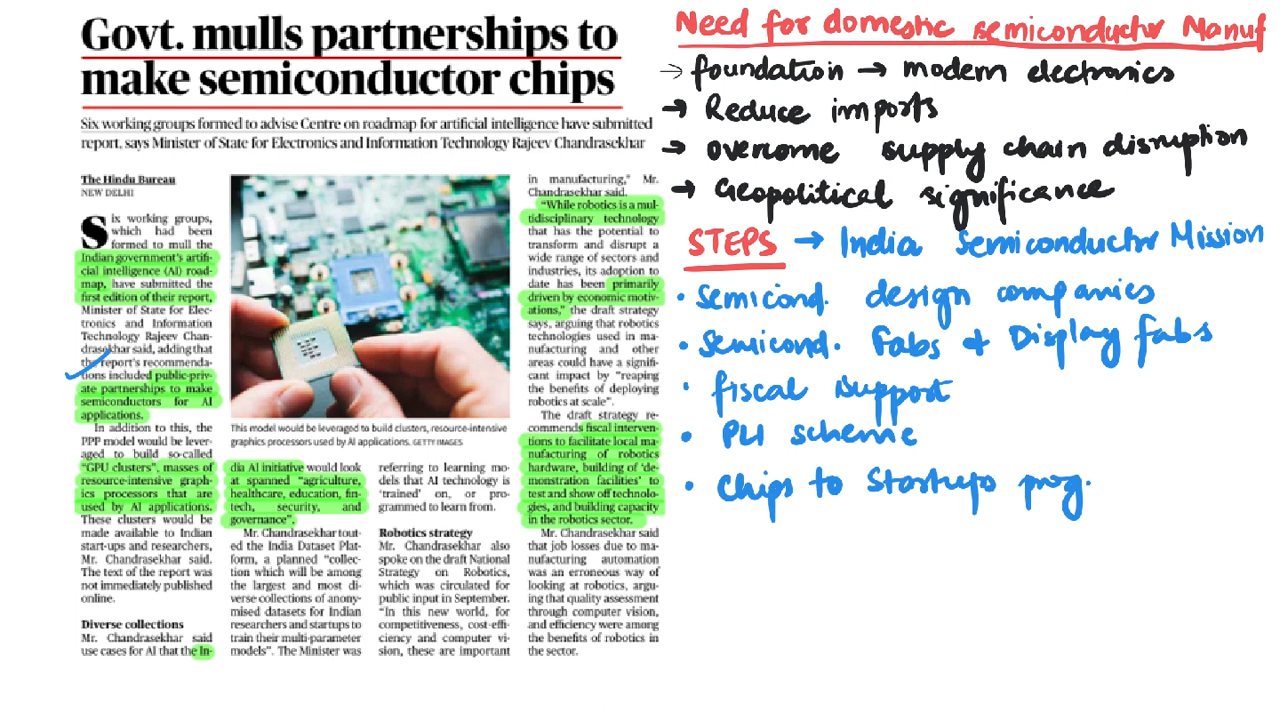 Govt. mulls partnerships to
make semiconductor chips
Six working groups formed to advise Centre on roadmap for artificial intelligence have submitted
report, says Minister of State for Electronics and Information Technology Rajeev Chandrasekhar
The Hindu Bureau
NEW DELHI
Six working groups,
which had been
formed to mull the
Indian government's artifi-
cial intelligence (AI) road-
map, have submitted the
first edition of their report,
Minister of State for Elec-
tronics and Information
Technology Rajeev Chan-
drasekhar said, adding that
the report's recommenda-
tions included public-priv-
ate partnerships to make
semiconductors for AI
applications.
In addition to this, the
PPP model would be lever-
aged to build so-called
"GPU clusters", masses of
resource-intensive graph-
ics processors that are
used by AI applications.
These clusters would be
made available to Indian
start-ups and researchers,
Mr. Chandrasekhar said.
The text of the report was
not immediately published
online.
Diverse collections
Mr. Chandrasekhar said
use cases for AI that the In-
This model would be leveraged to build clusters, resource-intensive
graphics processors used by AI applications. GETTY IMAGES
dia AI initiative would look
at spanned "agriculture,
healthcare, education, fin-
tech, security, and
governance".
Mr. Chandrasekhar tout-
ed the India Dataset Plat-
form, a planned "collec-
tion which will be among
the largest and most di-
verse collections of anony-
mised datasets for Indian
researchers and startups to
train their multi-parameter
models". The Minister was
referring to learning mo-
dels that AI technology is
'trained' on, or pro-
grammed to learn from.
Robotics strategy
Mr. Chandrasekhar also
spoke on the draft National
Strategy on Robotics,
which was circulated for
public input in September.
"In this new world, for
competitiveness, cost-effi-
ciency and computer vi-
sion, these are important
in manufacturing," Mr.
Chandrasekhar said.
"While robotics is a mul-
tidisciplinary technology
that has the potential to
transform and disrupt a
wide range of sectors and
industries, its adoption to
date has been primarily
driven by economic motiv-
ations," the draft strategy
says, arguing that robotics
technologies used in ma-
nufacturing and other
areas could have a signifi-
cant impact by "reaping
the benefits of deploying
robotics at scale".
The draft strategy re-
commends fiscal interven-
tions to facilitate local ma-
nufacturing of robotics
hardware, building of 'de-
monstration facilities' to
test and show off technolo-
gies, and building capacity
in the robotics sector.
Mr. Chandrasekhar said
that job losses due to ma-
nufacturing automation
was an erroneous way of
looking at robotics, argu-
ing that quality assessment
through computer vision,
and efficiency were among
the benefits of robotics in
the sector.
Need for domestic semiconductor Manuf
→ foundation → modern electronics
→ Reduce imports
→ overcome supply chain disruption
→ Geopolitical significance
STEPS → India Semiconductor Mission
• Semicond. design companies
• Semicond. Fabs & Display fabs
• fiscal support
• PLI scheme
• Chips to Startups prog.